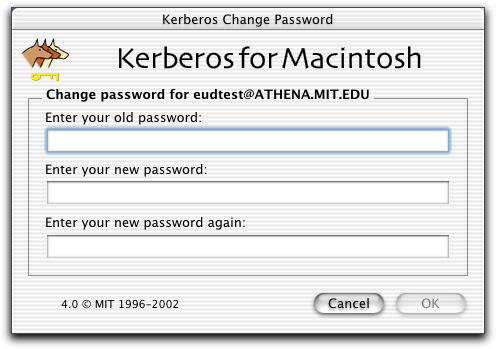 Kerberos Change Password
Kerberos for Macintosh
Change password for eudtest@ATHENA.MIT.EDU
Enter your old password:
Enter your new password:
Enter your new password again:
4.0 © MIT 1996-2002
Cancel
OK